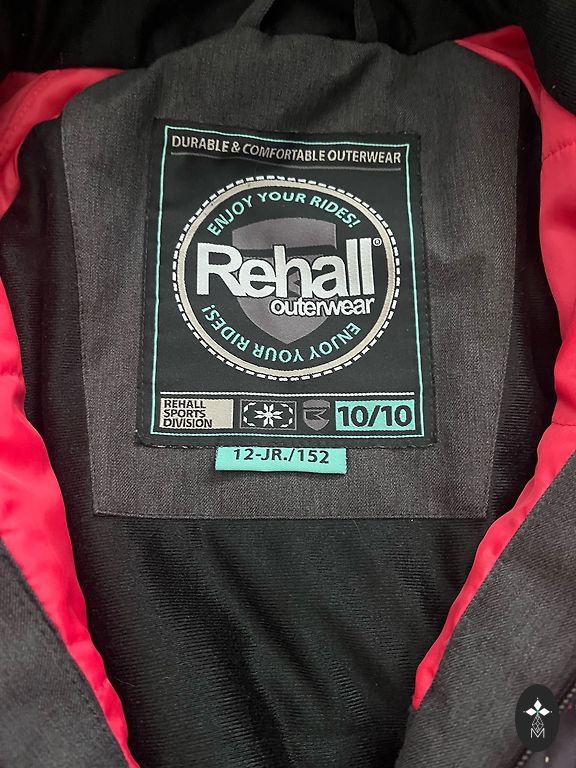 DURABLE & COMFORTABLE OUTERWEAR
ENJOY YOUR RIDES!
Rehall®
outerwear
ENJOY YOUR RIDES!
REHALL
SPORTS
DIVISION
R
10/10
12-JR./152
M